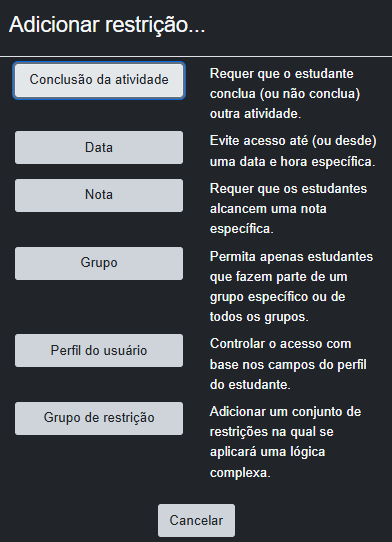 Adicionar restrição...
Conclusão da atividade
Requer que o estudante
conclua (ou não conclua)
outra atividade.
Data
Evite acesso até (ou desde)
uma data e hora específica.
Nota
Requer que os estudantes
alcancem uma nota
específica.
Grupo
Permita apenas estudantes
que fazem parte de um
grupo específico ou de
todos os grupos.
Perfil do usuário
Controlar o acesso com
base nos campos do perfil
do estudante.
Grupo de restrição
Adicionar um conjunto de
restrições na qual se
aplicará uma lógica
complexa.
Cancelar